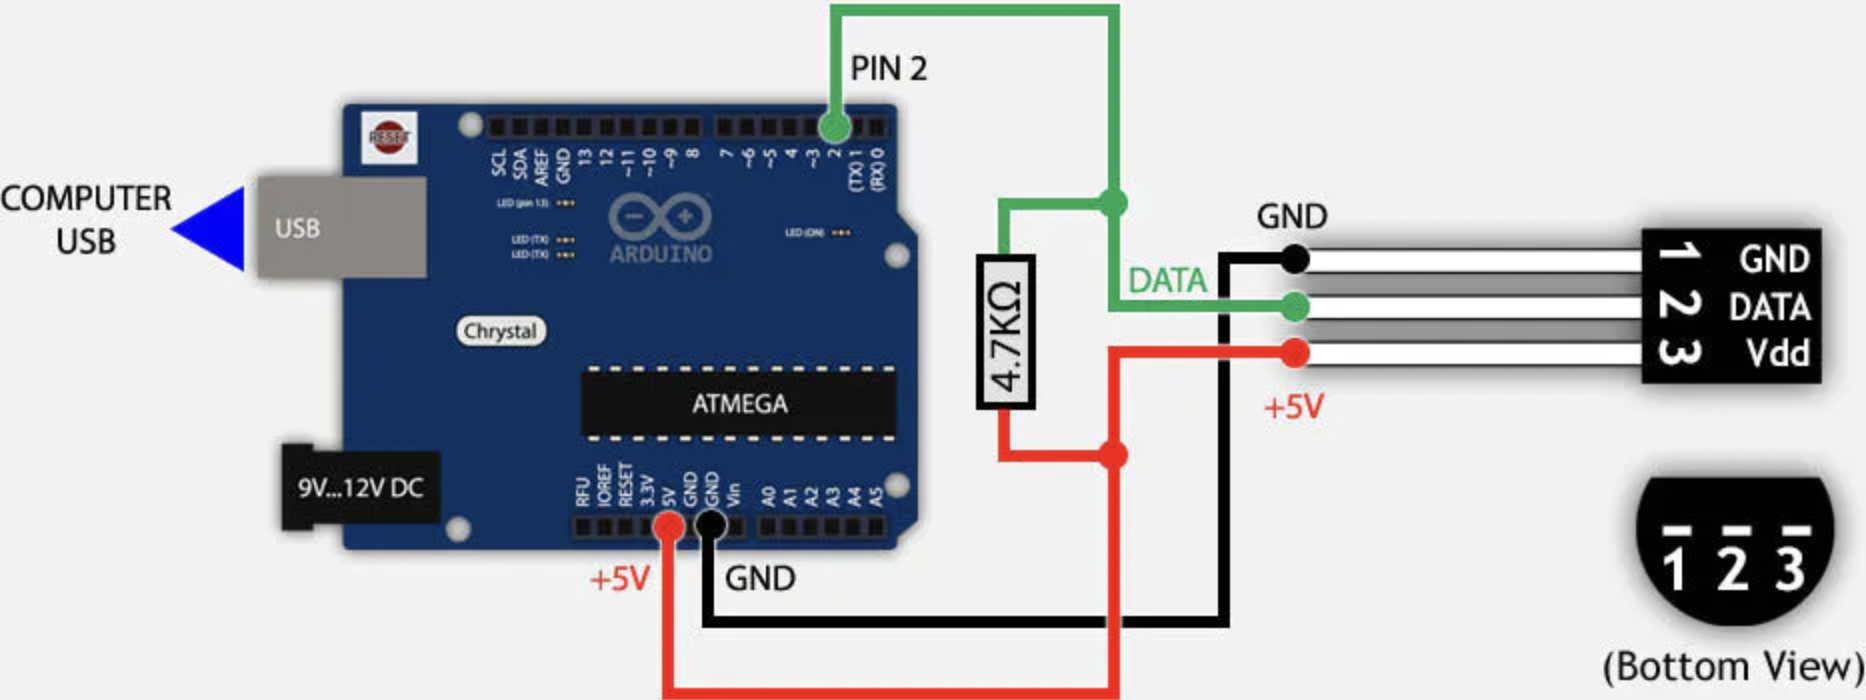 PIN 2
RESET
SCL
SDA
AREF
GND
13
12
~11
~10
~9
8
7
~6
~5
4
~3
2
(TX) 1
(RX) 0
COMPUTER
USB
USB
LED (pin 13)
LED (TX)
LED (TX)
ARDUINO
LED (ON)
GND
1 GND
DATA
2 DATA
3 Vdd
4.7KΩ
Chrystal
ATMEGA
+5V
9V...12V DC
RFU
IOREF
RESET
3.3V
5V
GND
GND
Vin
A0
A1
A2
A3
A4
A5
+5V
GND
1 2 3
(Bottom View)